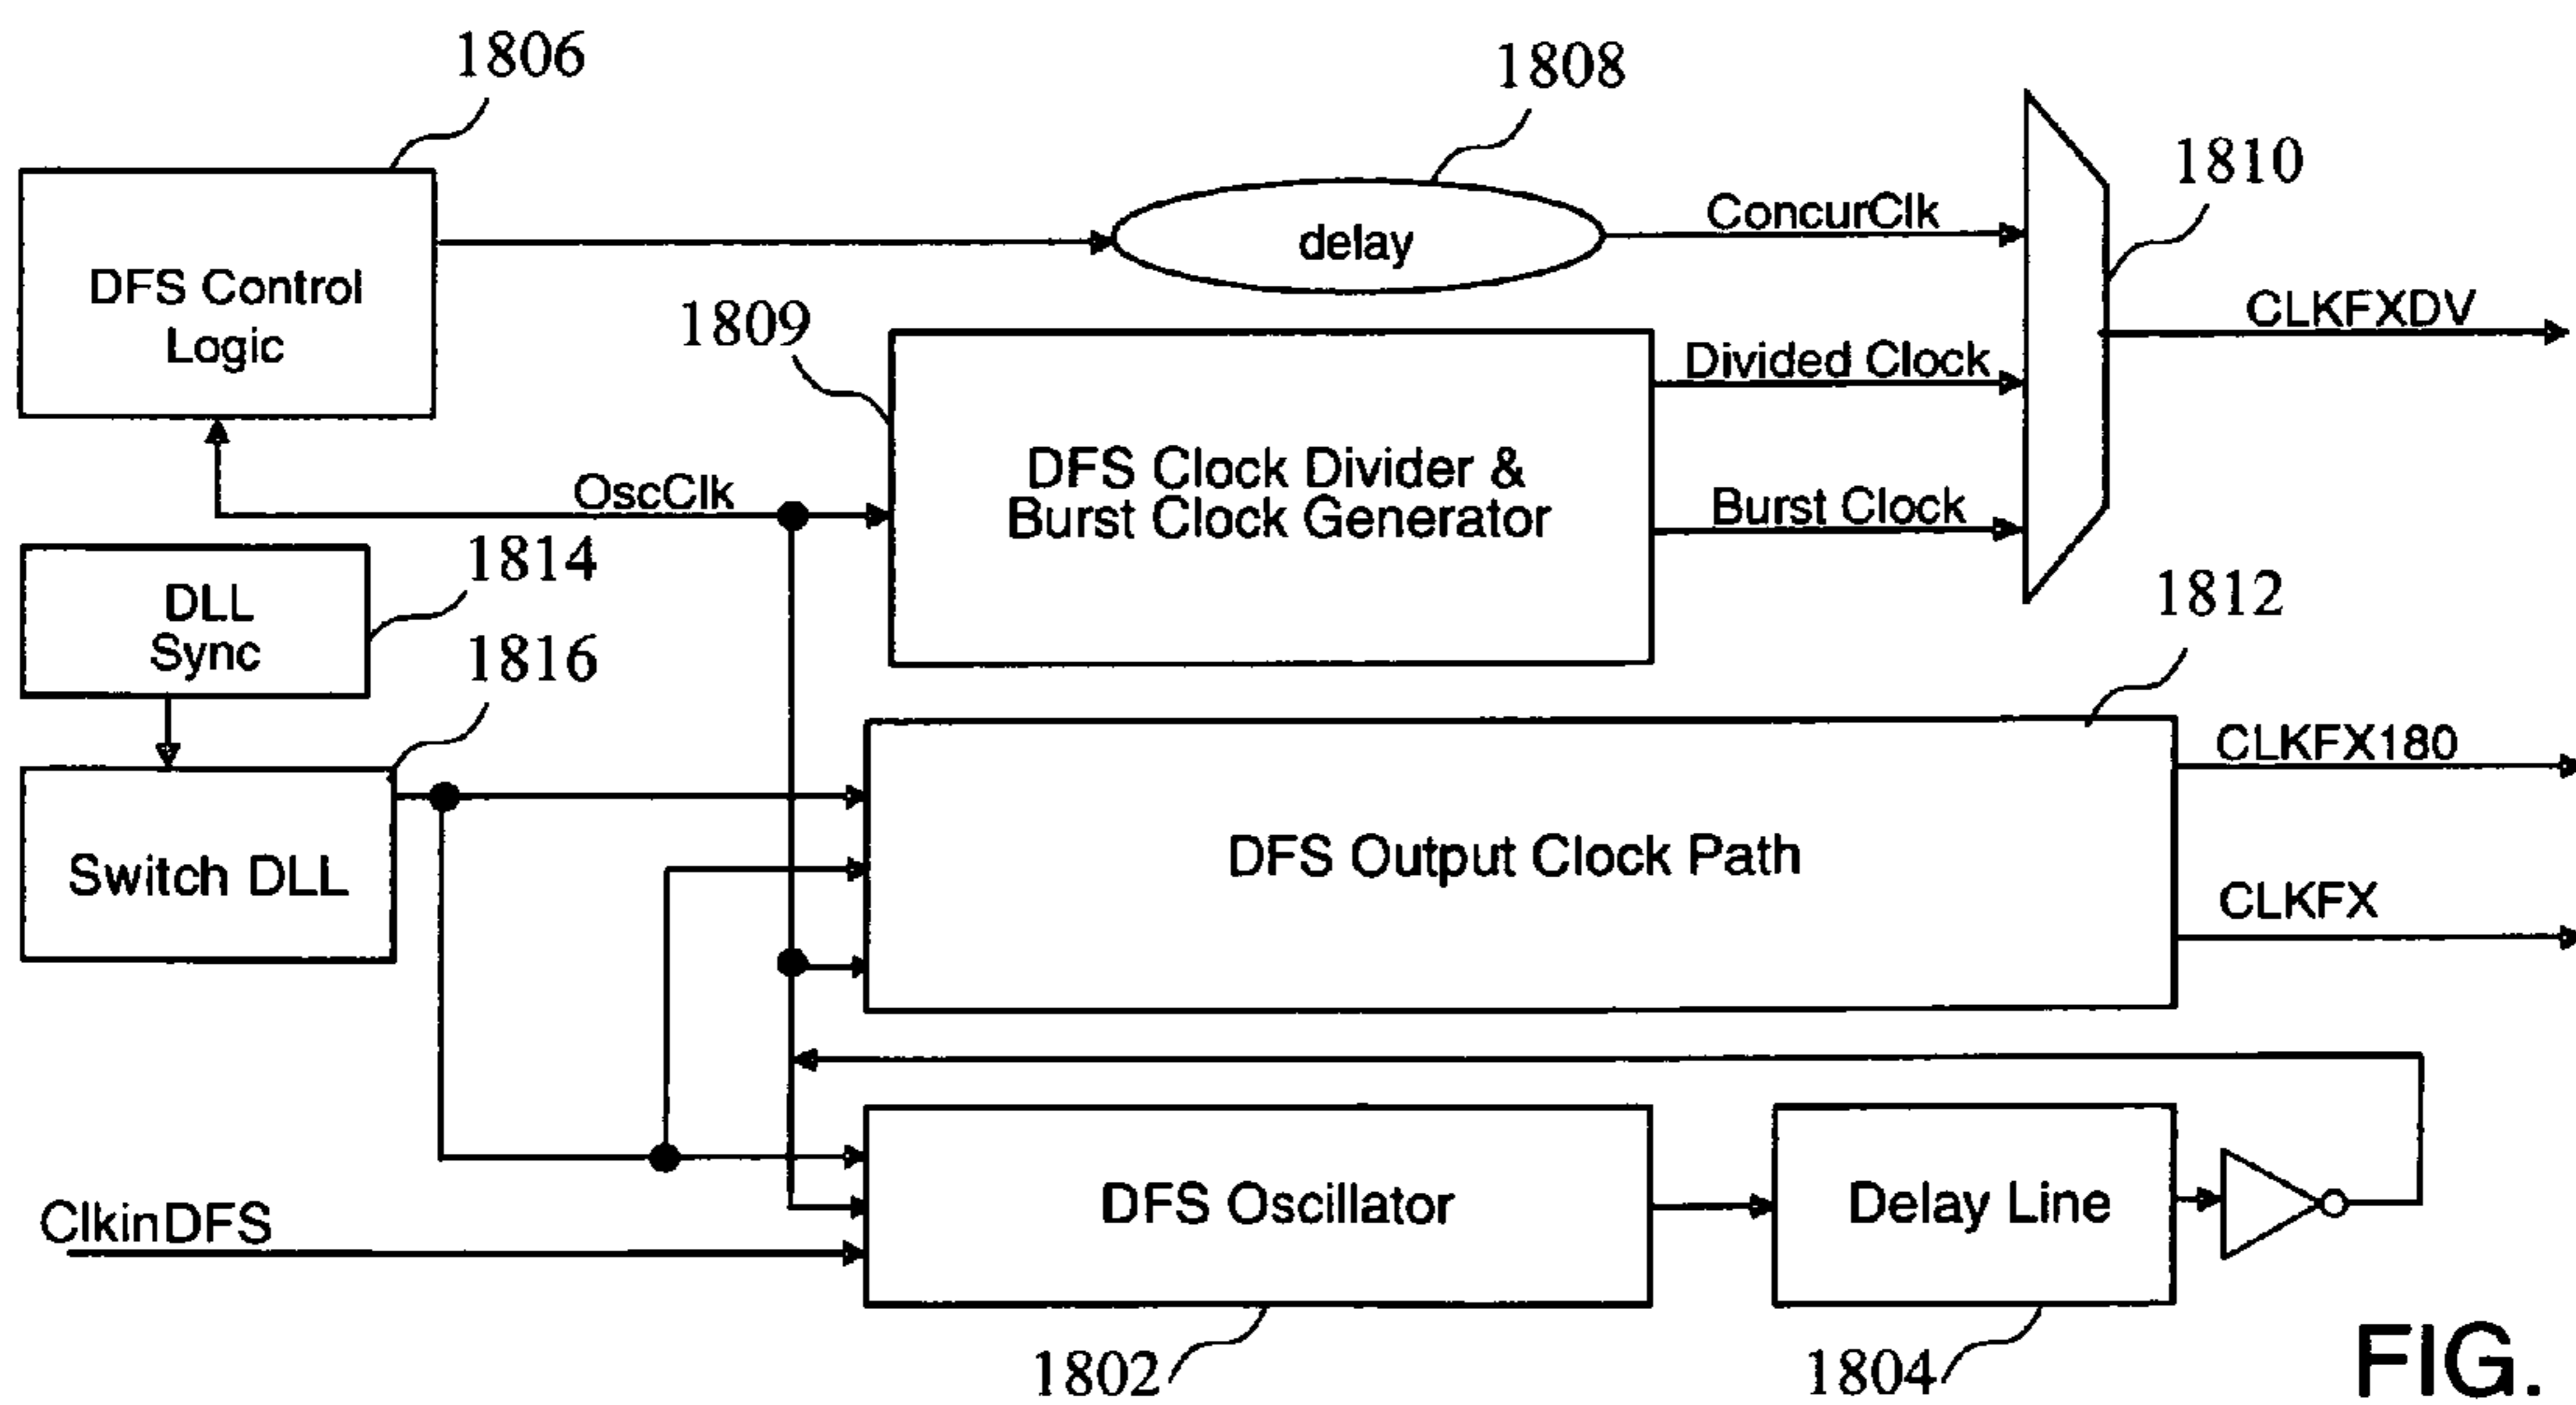 1806
1808
1810
DFS Control
Logic
delay
ConcurClk
CLKFXDV
1809
Divided Clock
OscClk
DFS Clock Divider &
Burst Clock Generator
Burst Clock
1814
DLL
Sync
1816
1812
Switch DLL
DFS Output Clock Path
CLKFX180
CLKFX
ClkinDFS
DFS Oscillator
Delay Line
1802
1804
FIG.